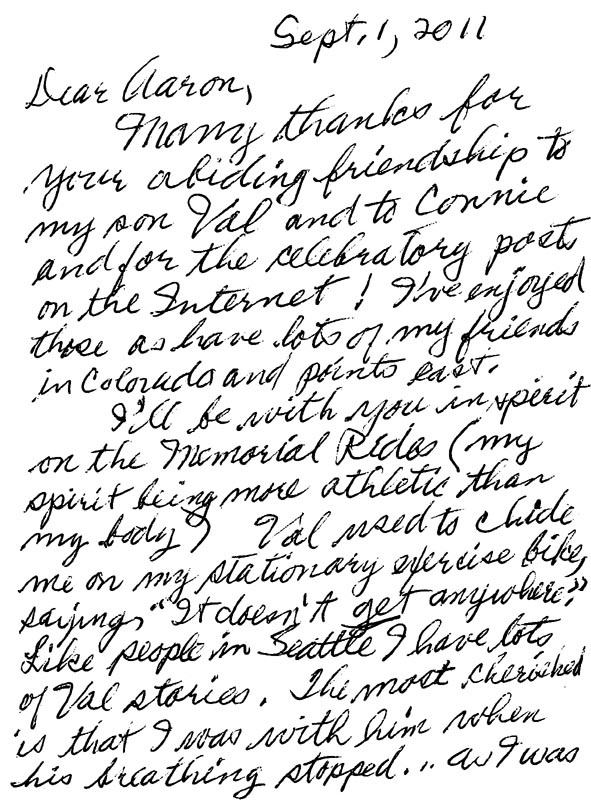 Sept. 1, 2011
Dear Aaron,
Many thanks for
your abiding friendship to
my son Val and to Connie
and for the celebratory posts
on the Internet! I've enjoyed
those as have lots of my friends
in Colorado and points east.
I'll be with you in spirit
on the Memorial Rides (my
spirit being more athletic than
my body) Val used to chide
me on my stationary exercise bike,
saying, "It doesn't get anywhere."
Like people in Seattle I have lots
of Val stories. The most cherished
is that I was with him when
his breathing stopped... as I was